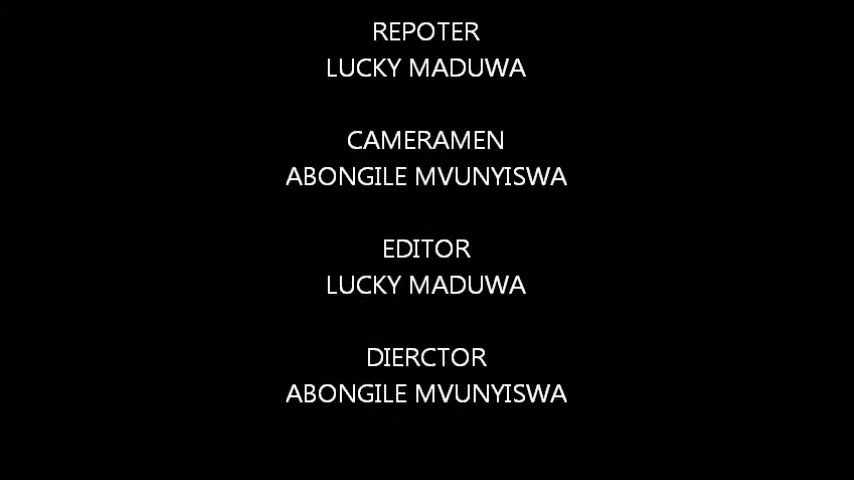 REPOTER
LUCKY MADUWA
CAMERAMEN
ABONGILE MVUNYISWA
EDITOR
LUCKY MADUWA
DIERCTOR
ABONGILE MVUNYISWA